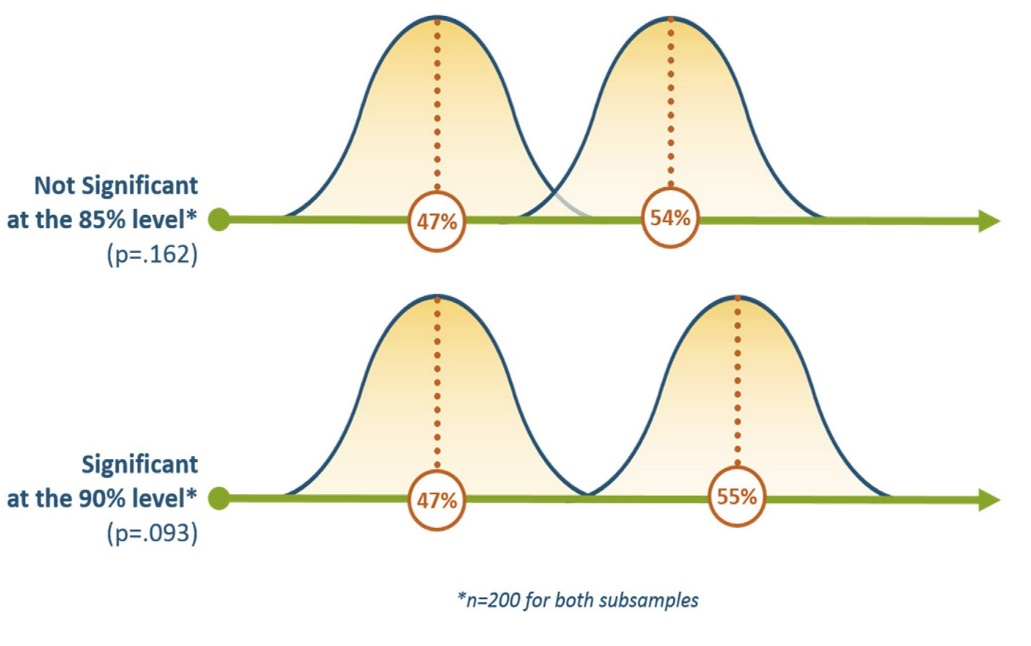 Not Significant
at the 85% level*
(p=.162)
47%
54%
Significant
at the 90% level*
(p=.093)
47%
55%
*n=200 for both subsamples